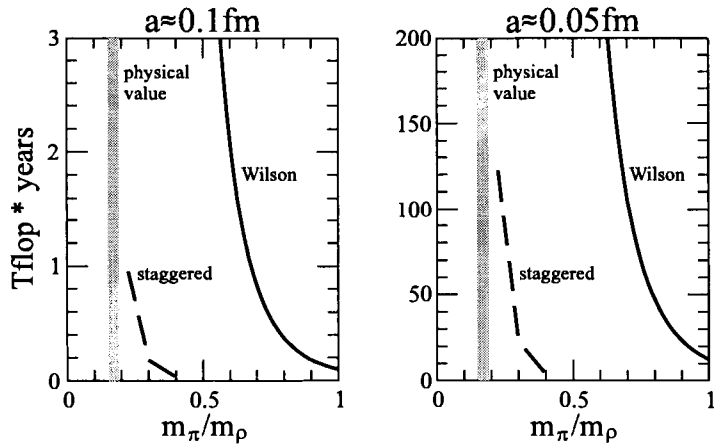 a≈0.1fm
3
2
1
0
Tflop * years
physical
value
Wilson
staggered
0
0.5
1
mπ/mρ
a≈0.05fm
200
150
100
50
0
physical
value
Wilson
staggered
0
0.5
1
mπ/mρ